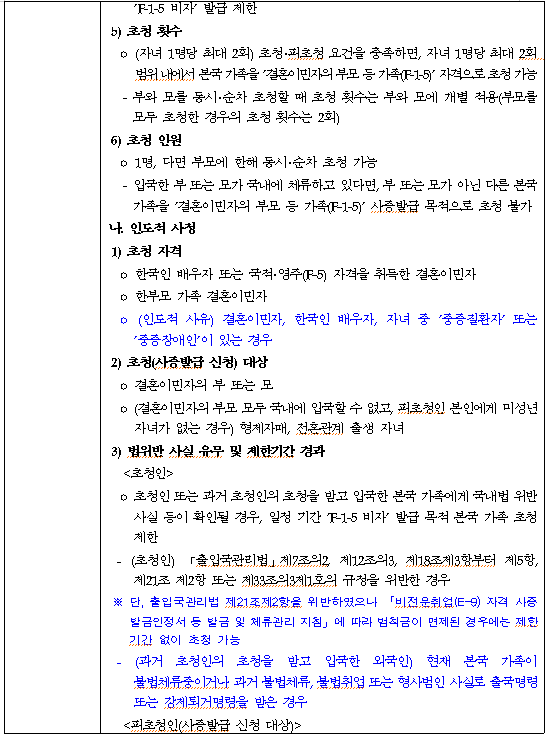 'F-1-5 비자' 발급 제한
5) 초청 횟수
○ (자녀 1명당 최대 2회) 초청·피초청 요건을 충족하면, 자녀 1명당 최대 2회
범위 내에서 본국 가족을 '결혼이민자의 부모 등 가족(F-1-5)' 자격으로 초청 가능
- 부와 모를 동시·순차 초청할 때 초청 횟수는 부와 모에 개별 적용(부모를
모두 초청한 경우의 초청 횟수는 2회)
6) 초청 인원
○ 1명, 다면 부모에 한해 동시·순차 초청 가능
- 입국한 부 또는 모가 국내에 체류하고 있다면, 부 또는 모가 아닌 다른 본국
가족을 '결혼이민자의 부모 등 가족(F-1-5)' 사증발급 목적으로 초청 불가
나. 인도적 사정
1) 초청 자격
○ 한국인 배우자 또는 국적·영주(F-5) 자격을 취득한 결혼이민자
○ 한부모 가족 결혼이민자
○ (인도적 사유) 결혼이민자, 한국인 배우자, 자녀 중 '중증질환자' 또는
'중증장애인'이 있는 경우
2) 초청(사증발급 신청) 대상
○ 결혼이민자의 부 또는 모
○ (결혼이민자의 부모 모두 국내에 입국할 수 없고, 피초청인 본인에게 미성년
자녀가 없는 경우) 형제자매, 전혼관계 출생 자녀
3) 범위반 사실 유무 및 제한기간 경과
<초청인>
○ 초청인 또는 과거 초청인의 초청을 받고 입국한 본국 가족에게 국내법 위반
사실 등이 확인될 경우, 일정 기간 'F-1-5 비자' 발급 목적 본국 가족 초청
제한
- (초청인) 「출입국관리법」제7조의2, 제12조의3, 제18조제3항부터 제5항,
제21조 제2항 또는 제33조의3제1호의 규정을 위반한 경우
※ 단, 출입국관리법 제21조제2항을 위반하였으나 「비전문취업(E-9) 자격 사증
발급인정서 등 발급 및 체류관리 지침」에 따라 범칙금이 면제된 경우에는 제한
기간 없이 초청 가능
- (과거 초청인의 초청을 받고 입국한 외국인) 현재 본국 가족이
불법체류중이거나 과거 불법체류, 불법취업 또는 형사범인 사실로 출국명령
또는 강제퇴거명령을 받은 경우
<피초청인(사증발급 신청 대상)>